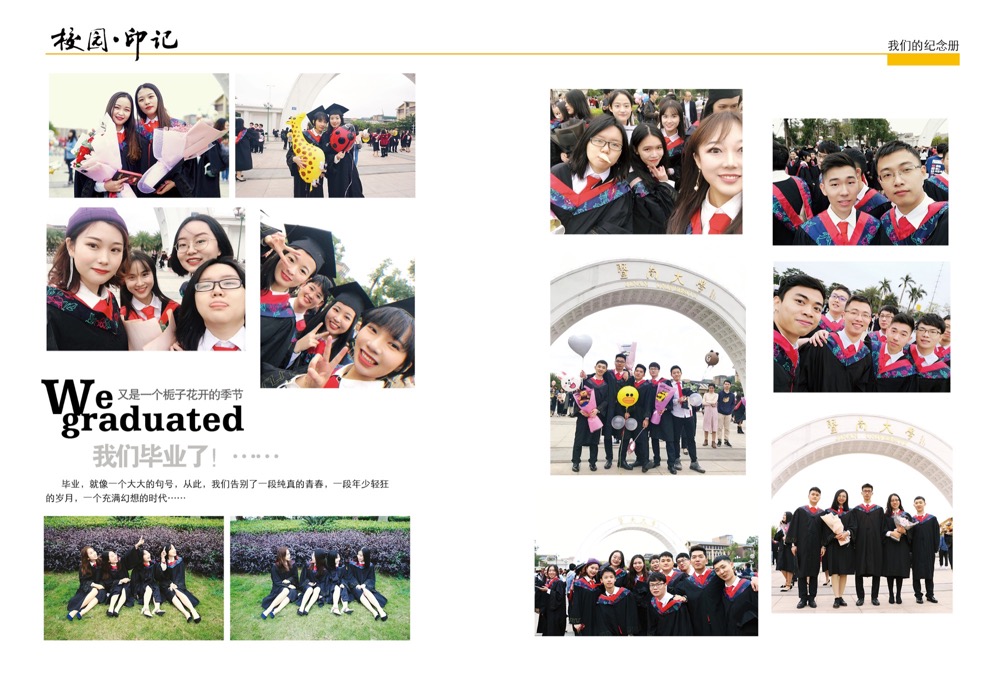 校园·印记
我们的纪念册
We
又是一个栀子花开的季节
graduated
我们毕业了! ······
毕业，就像一个大大的句号，从此，我们告别了一段纯真的青春，一段年少轻狂
的岁月，一个充满幻想的时代······
暨南大学
暨南大学